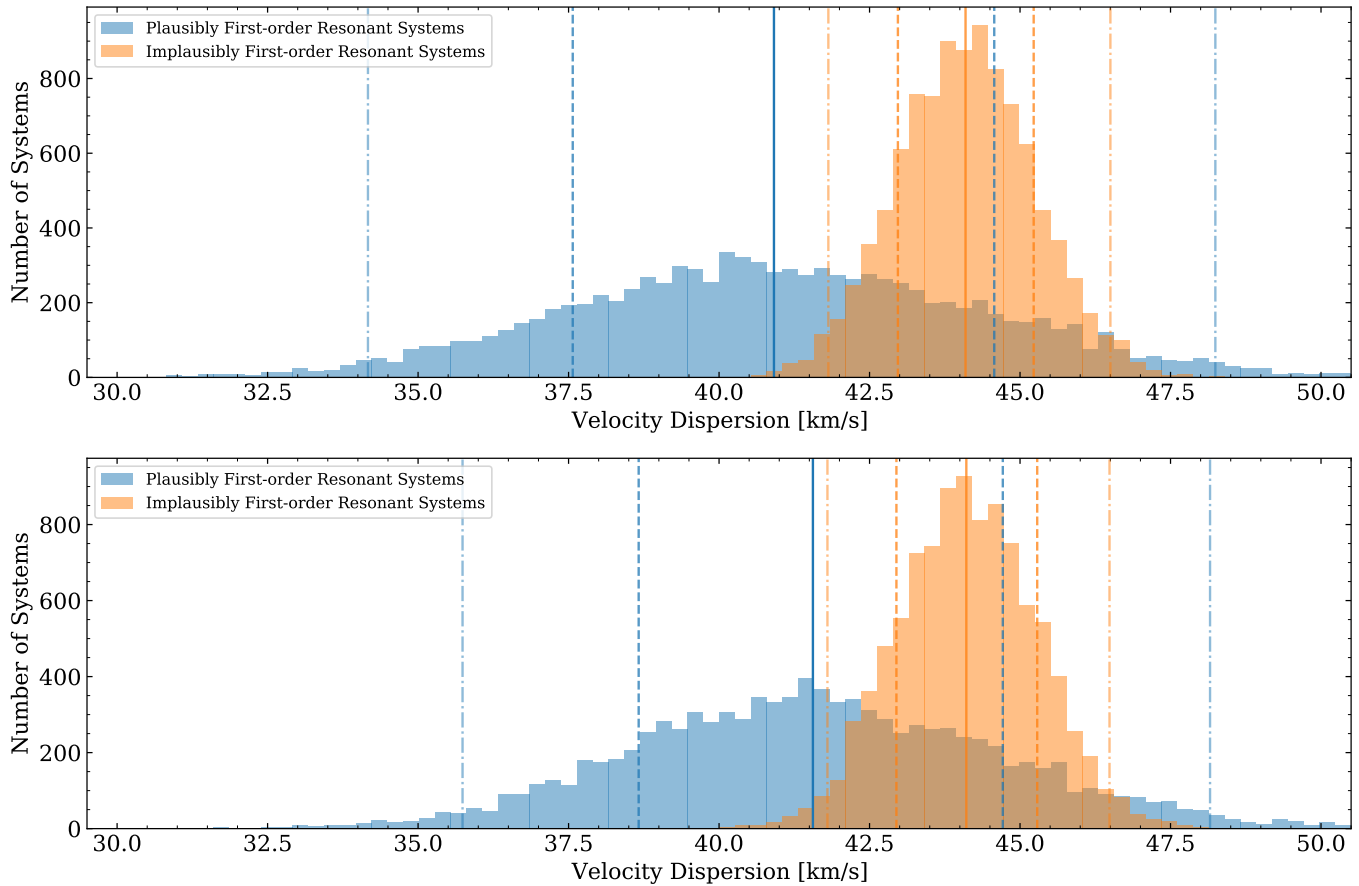 Plausibly First-order Resonant Systems
Implausibly First-order Resonant Systems
Number of Systems
800
600
400
200
0
30.0 32.5 35.0 37.5 40.0 42.5 45.0 47.5 50.0
Velocity Dispersion [km/s]
Plausibly First-order Resonant Systems
Implausibly First-order Resonant Systems
Number of Systems
800
600
400
200
0
30.0 32.5 35.0 37.5 40.0 42.5 45.0 47.5 50.0
Velocity Dispersion [km/s]